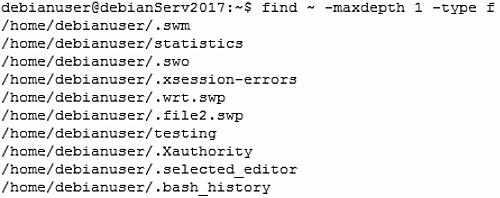 debianuser@debianServ2017:~$ find ~ -maxdepth 1 -type f
/home/debianuser/.swm
/home/debianuser/statistics
/home/debianuser/.swo
/home/debianuser/.xsession-errors
/home/debianuser/.wrt.swp
/home/debianuser/.file2.swp
/home/debianuser/testing
/home/debianuser/.Xauthority
/home/debianuser/.selected_editor
/home/debianuser/.bash_history